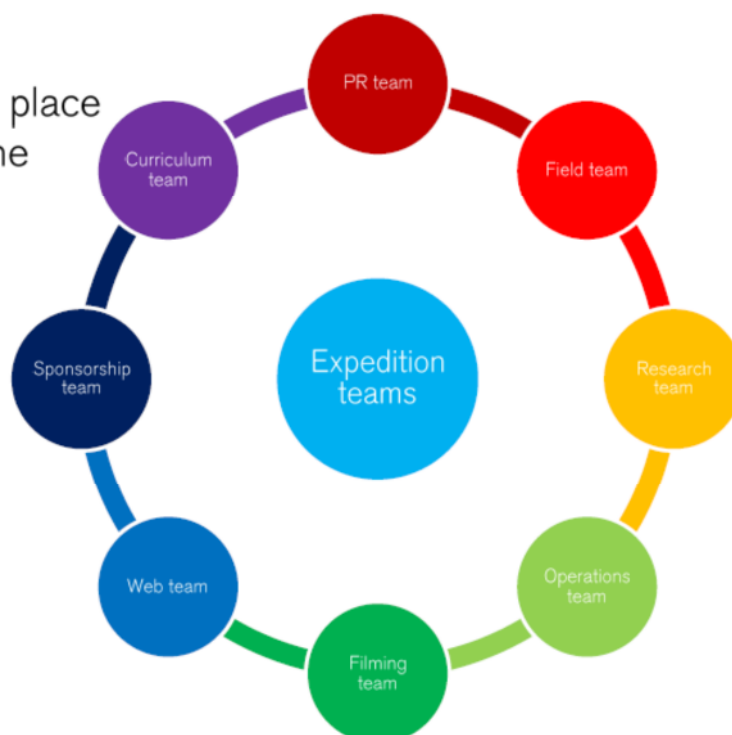 place
PR team
Curriculum
team
Field team
Expedition
teams
Sponsorship
team
Research
team
Web team
Operations
team
Filming
team